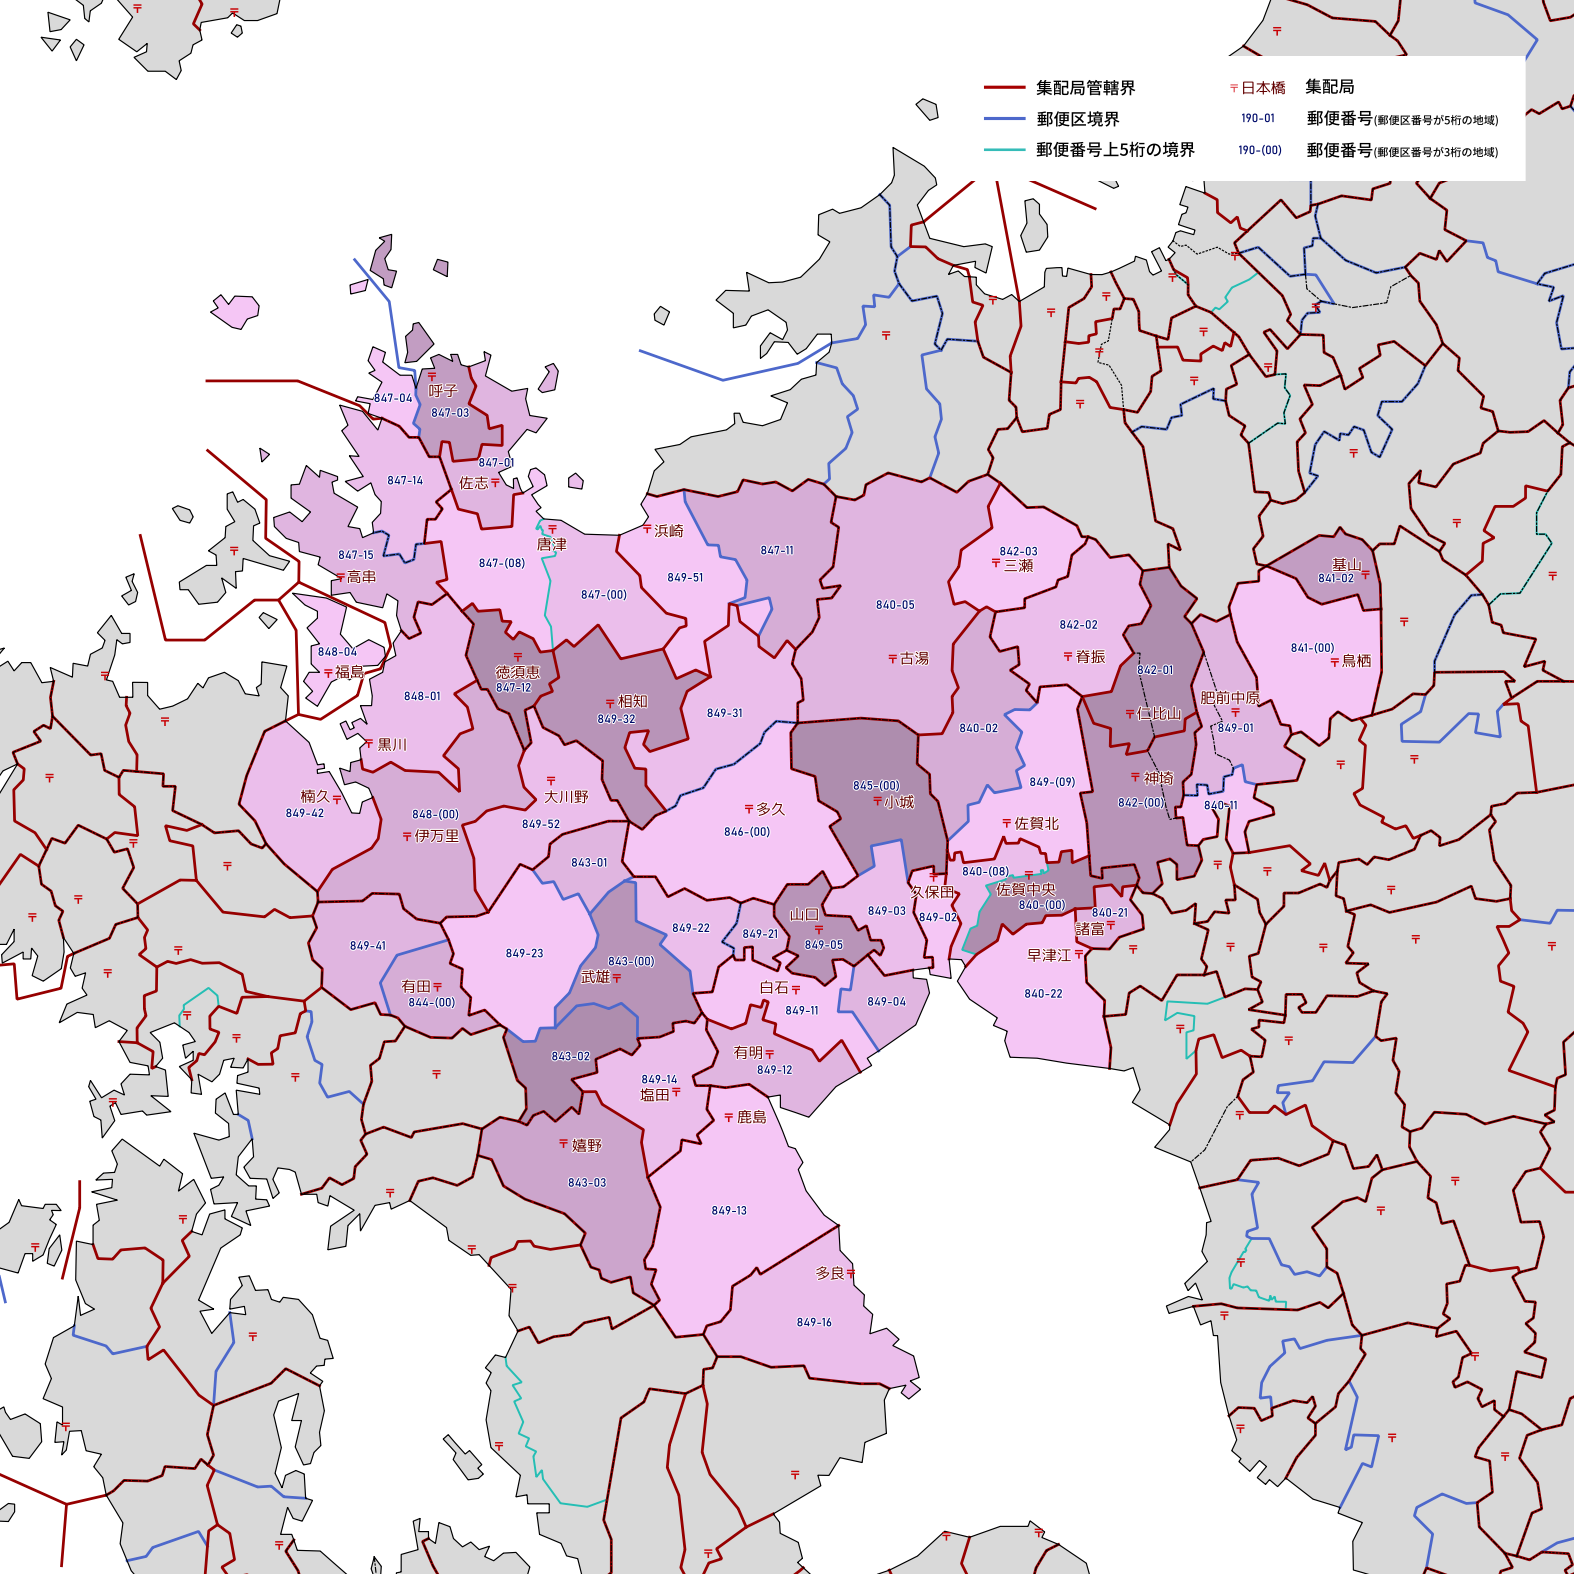 集配局管轄界
〒日本橋 集配局
郵便区境界
190-01 郵便番号(郵便区番号が5桁の地域)
郵便番号上5桁の境界
190-(00) 郵便番号(郵便区番号が3桁の地域)
呼子
847-04
847-03
847-01
佐志
847-14
浜崎
唐津
847-15
高串
847-(08)
847-11
842-03
三瀬
849-51
847-(00)
840-05
基山
841-02
842-02
脊振
848-04
福島
徳須恵
847-12
古湯
841-(00)
鳥栖
842-01
848-01
相知
849-32
849-31
840-02
仁比山
肥前中原
849-01
黒川
神埼
842-(00)
849-(09)
845-(00)
小城
840-11
楠久
849-42
大川野
849-52
848-(00)
伊万里
多久
846-(00)
佐賀北
843-01
840-(08)
佐賀中央
840-(00)
久保田
849-02
849-03
840-21
諸富
山口
849-05
849-22
849-21
849-41
849-23
843-(00)
武雄
早津江
840-22
有田
844-(00)
白石
849-11
849-04
843-02
有明
849-12
849-14
塩田
鹿島
嬉野
843-03
849-13
多良
849-16